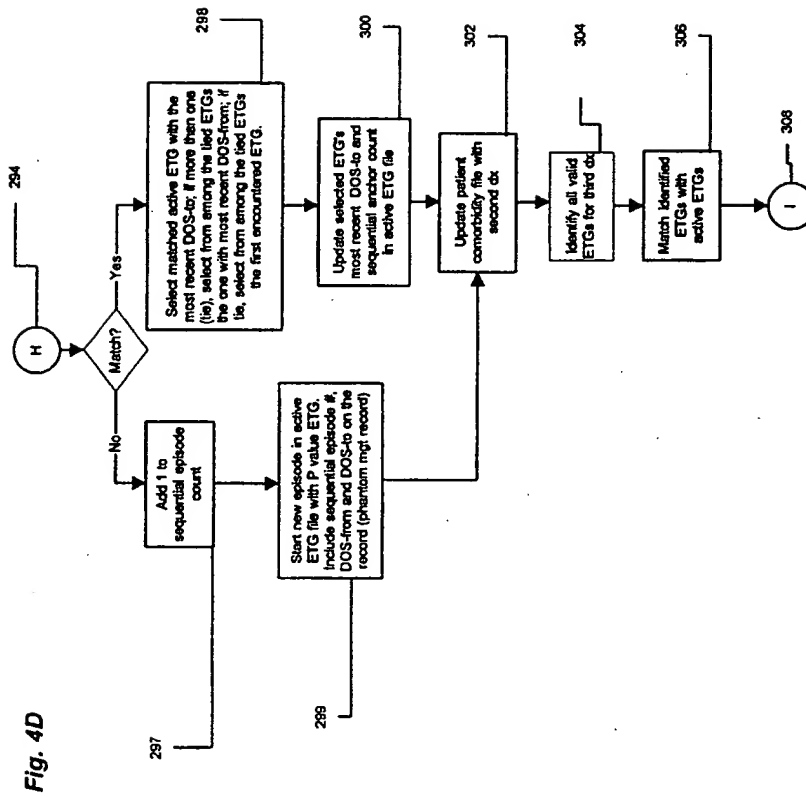 Fig. 4D
294
H
Match?
Yes
No
298
Select matched active ETG with the
most recent DOS-to; if more than one
(tie), select from among the tied ETGs
the one with most recent DOS-from; if
tie, select from among the tied ETGs
the first encountered ETG.
297
Add 1 to
sequential episode
count
300
Update selected ETG's
most recent DOS-to and
sequential anchor count
in active ETG file
299
Start new episode in active
ETG file with P value ETG.
Include sequential episode #,
DOS-from and DOS-to on the
record (phantom mgt record)
302
Update patient
comorbidity file with
second dx
304
Identify all valid
ETGs for third dx
306
Match Identified
ETGs with
active ETGs
308
I